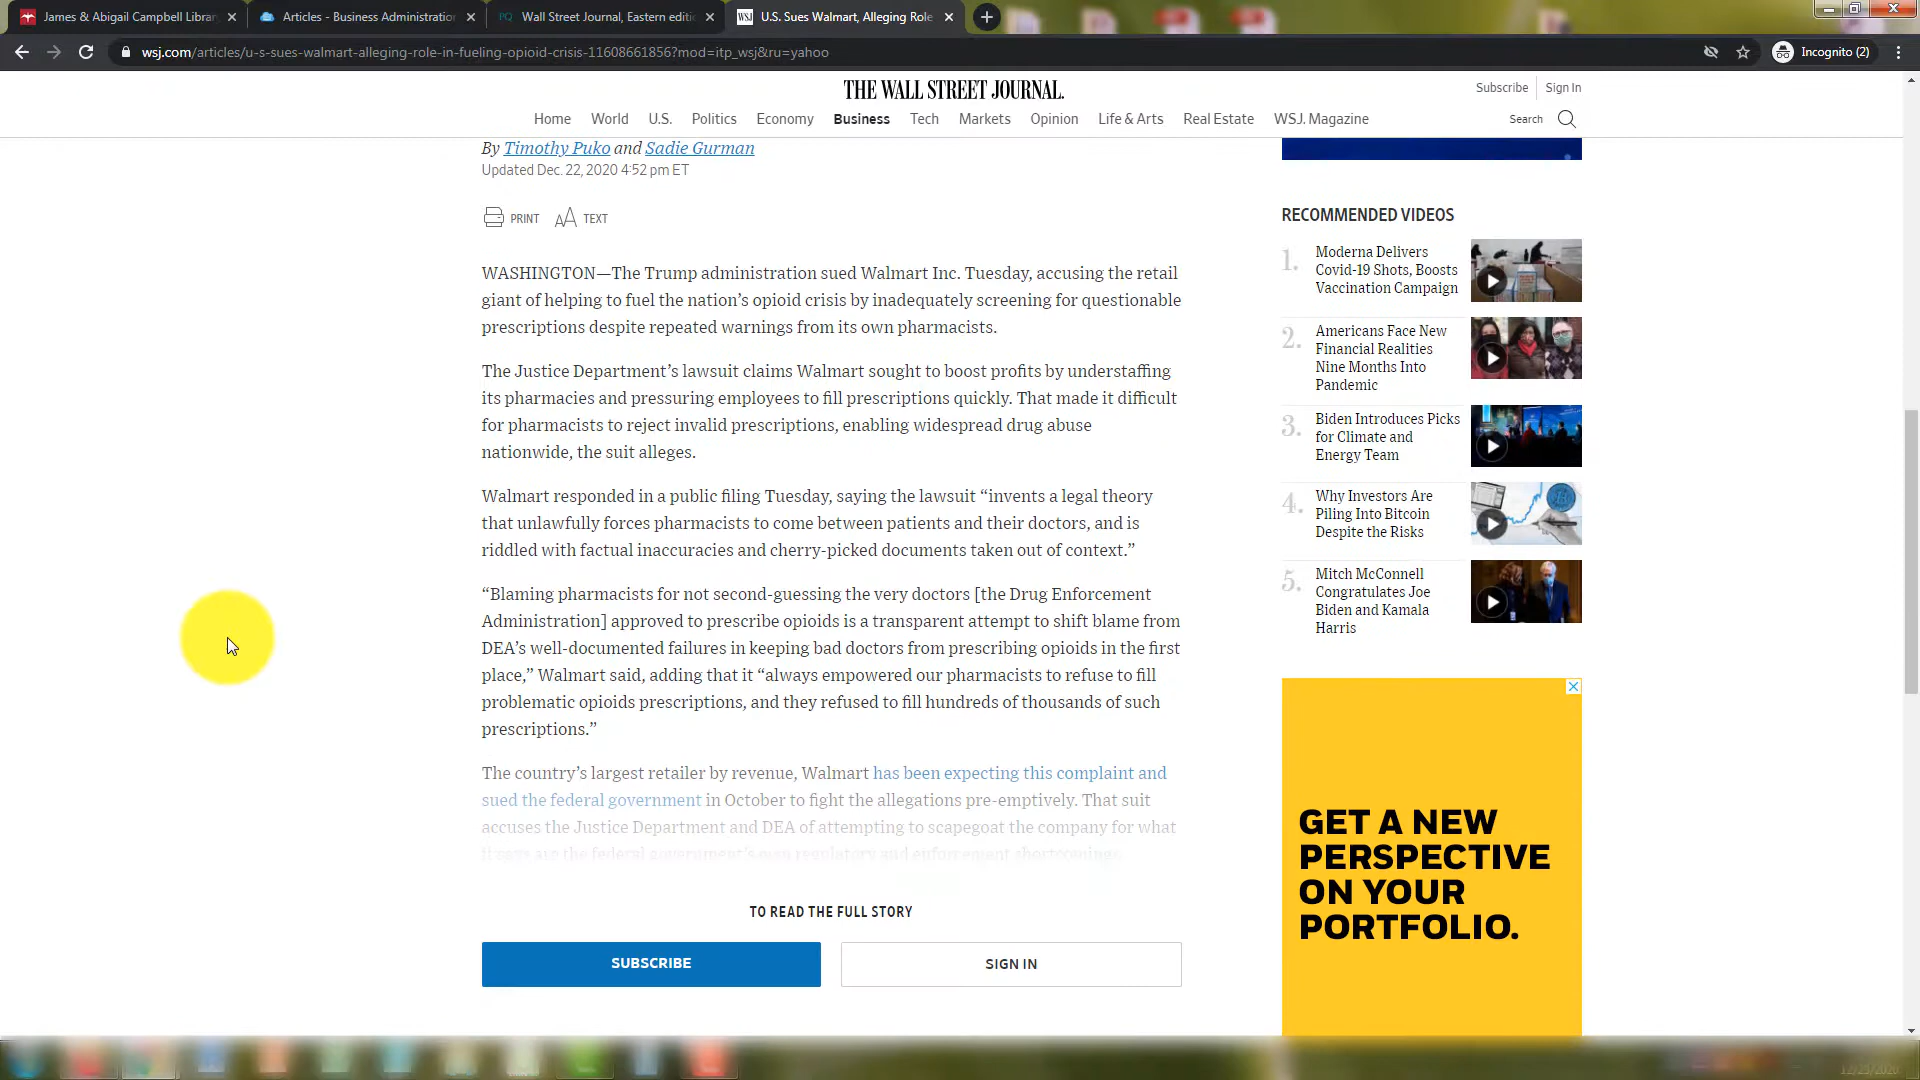 James & Abigail Campbell Librar
Articles - Business Administration
PQ Wall Street Journal, Eastern editi
WSJ U.S. Sues Walmart, Alleging Role
wsj.com/articles/u-s-sues-walmart-alleging-role-in-fueling-opioid-crisis-11608661856?mod=itp_wsj&ru=yahoo
Incognito (2)
THE WALL STREET JOURNAL.
Subscribe
Sign In
Home World U.S. Politics Economy Business Tech Markets Opinion Life & Arts Real Estate WSJ. Magazine
Search
By Timothy Puko and Sadie Gurman
Updated Dec. 22, 2020 4:52 pm ET
PRINT
AA TEXT
WASHINGTON—The Trump administration sued Walmart Inc. Tuesday, accusing the retail
giant of helping to fuel the nation’s opioid crisis by inadequately screening for questionable
prescriptions despite repeated warnings from its own pharmacists.
The Justice Department’s lawsuit claims Walmart sought to boost profits by understaffing
its pharmacies and pressuring employees to fill prescriptions quickly. That made it difficult
for pharmacists to reject invalid prescriptions, enabling widespread drug abuse
nationwide, the suit alleges.
Walmart responded in a public filing Tuesday, saying the lawsuit “invents a legal theory
that unlawfully forces pharmacists to come between patients and their doctors, and is
riddled with factual inaccuracies and cherry-picked documents taken out of context.”
“Blaming pharmacists for not second-guessing the very doctors [the Drug Enforcement
Administration] approved to prescribe opioids is a transparent attempt to shift blame from
DEA’s well-documented failures in keeping bad doctors from prescribing opioids in the first
place,” Walmart said, adding that it “always empowered our pharmacists to refuse to fill
problematic opioids prescriptions, and they refused to fill hundreds of thousands of such
prescriptions.”
The country’s largest retailer by revenue, Walmart has been expecting this complaint and
sued the federal government in October to fight the allegations pre-emptively. That suit
accuses the Justice Department and DEA of attempting to scapegoat the company for what
it says are the federal government’s own regulatory and enforcement shortcomings.
TO READ THE FULL STORY
SUBSCRIBE
SIGN IN
RECOMMENDED VIDEOS
1. Moderna Delivers
Covid-19 Shots, Boosts
Vaccination Campaign
2. Americans Face New
Financial Realities
Nine Months Into
Pandemic
3. Biden Introduces Picks
for Climate and
Energy Team
4. Why Investors Are
Piling Into Bitcoin
Despite the Risks
5. Mitch McConnell
Congratulates Joe
Biden and Kamala
Harris
GET A NEW
PERSPECTIVE
ON YOUR
PORTFOLIO.